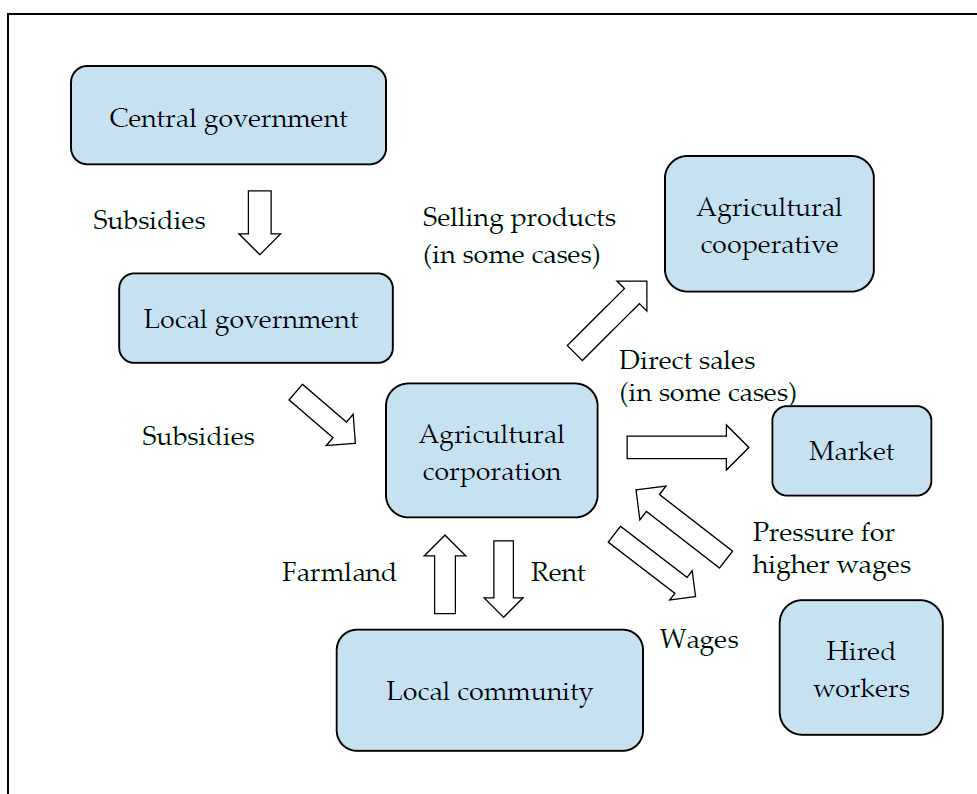 Central government
Subsidies
Local government
Subsidies
Selling products
(in some cases)
Agricultural
cooperative
Direct sales
(in some cases)
Agricultural
corporation
Market
Pressure for
higher wages
Farmland
Rent
Wages
Local community
Hired
workers